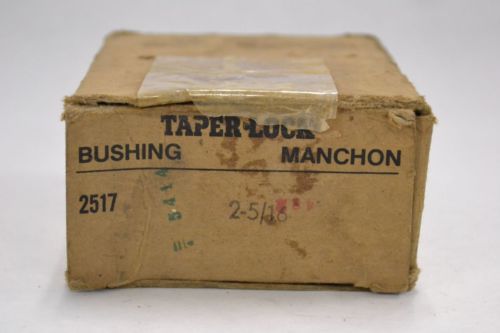 TAPER-LOCK
BUSHING MANCHON
2517 2-5/16